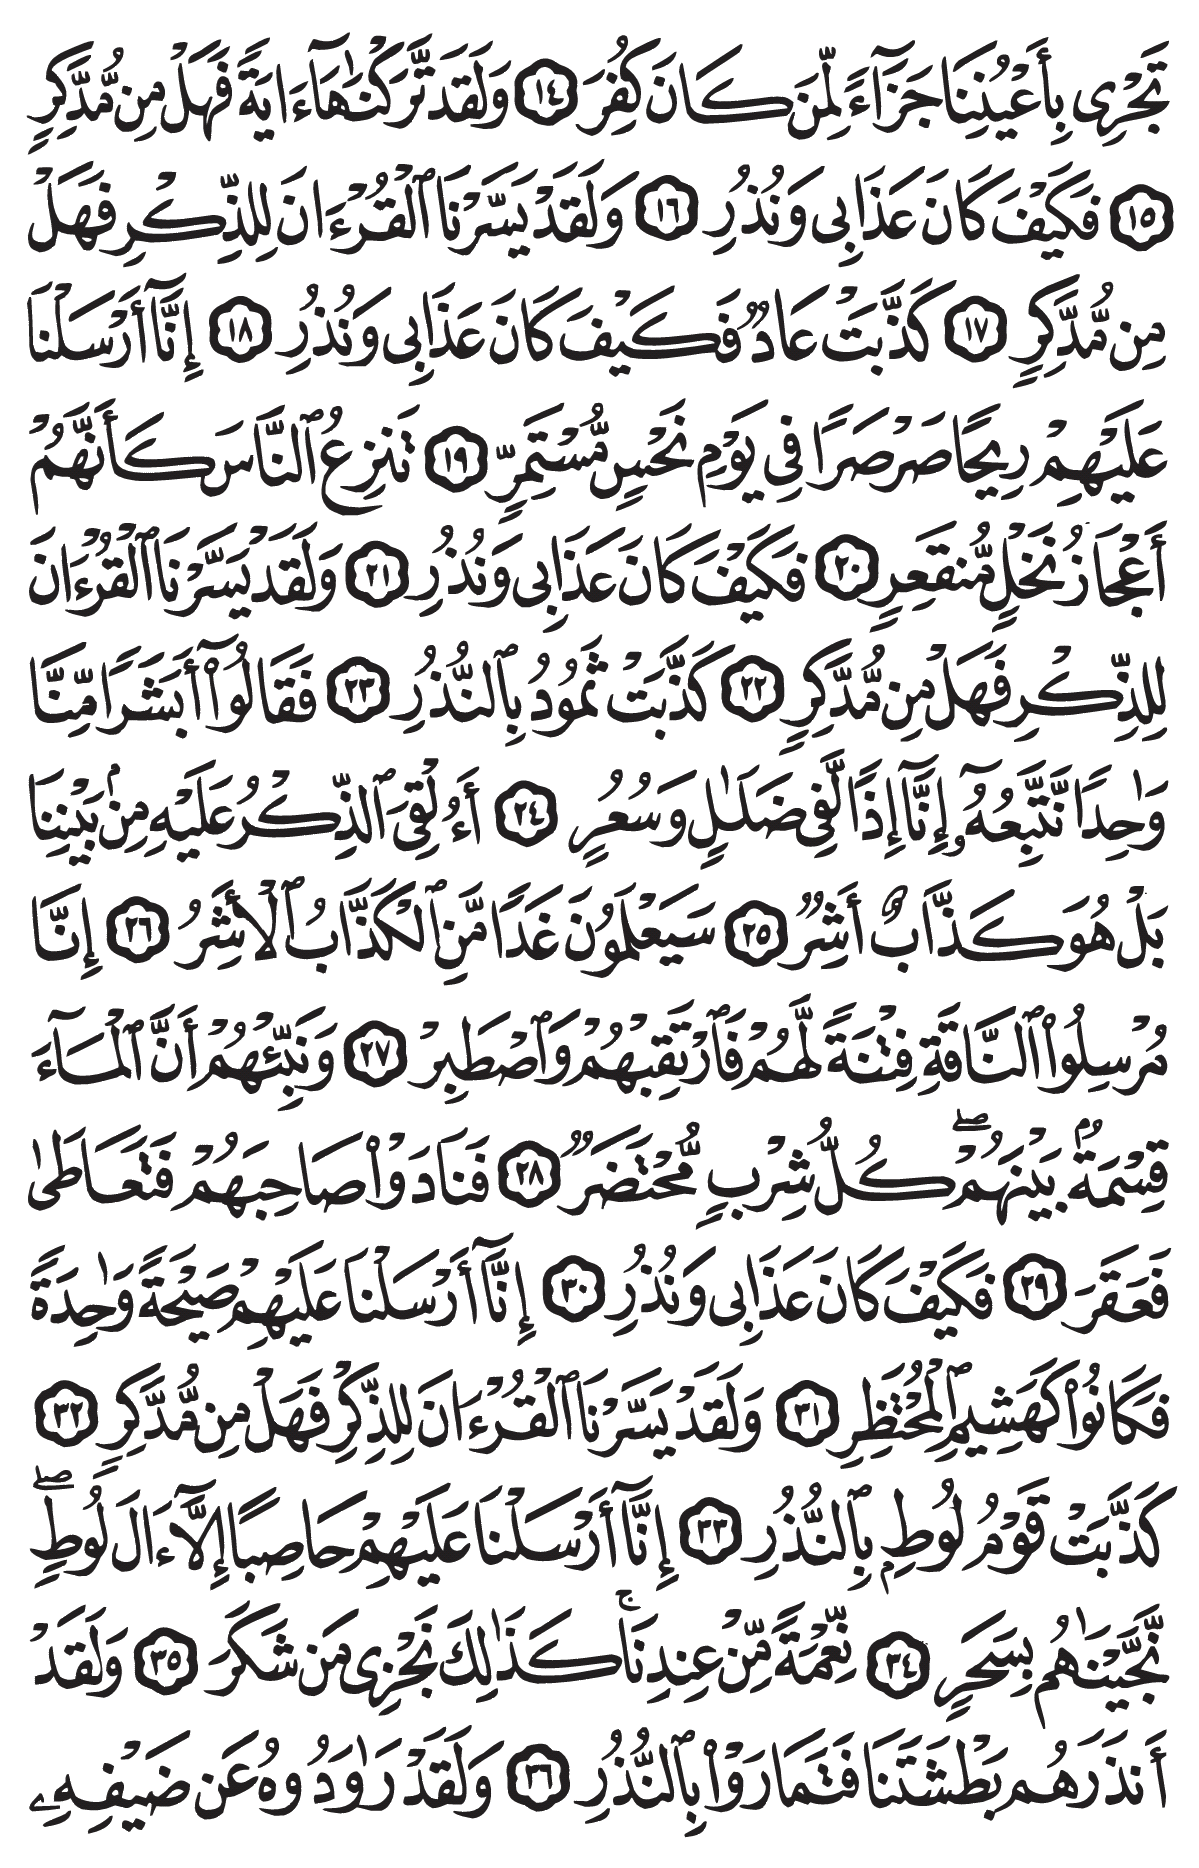 تَجْرِى بِأَعْيُنِنَا جَزَآءً لِّمَن كَانَ كُفِرَ ١٤ وَلَقَد تَّرَكْنَٰهَآ ءَايَةً فَهَلْ مِن مُّدَّكِرٍ
١٥ فَكَيْفَ كَانَ عَذَابِى وَنُذُرِ ١٦ وَلَقَدْ يَسَّرْنَا ٱلْقُرْءَانَ لِلذِّكْرِ فَهَلْ
مِن مُّدَّكِرٍ ١٧ كَذَّبَتْ عَادٌ فَكَيْفَ كَانَ عَذَابِى وَنُذُرِ ١٨ إِنَّآ أَرْسَلْنَا
عَلَيْهِمْ رِيحًا صَرْصَرًا فِى يَوْمِ نَحْسٍ مُّسْتَمِرٍّ ١٩ تَنزِعُ ٱلنَّاسَ كَأَنَّهُمْ
أَعْجَازُ نَخْلٍ مُّنقَعِرٍ ٢٠ فَكَيْفَ كَانَ عَذَابِى وَنُذُرِ ٢١ وَلَقَدْ يَسَّرْنَا ٱلْقُرْءَانَ
لِلذِّكْرِ فَهَلْ مِن مُّدَّكِرٍ ٢٢ كَذَّبَتْ ثَمُودُ بِٱلنُّذُرِ ٢٣ فَقَالُوٓا۟ أَبَشَرًا مِّنَّا
وَٰحِدًا نَّتَّبِعُهُۥٓ إِنَّآ إِذًا لَّفِى ضَلَٰلٍ وَسُعُرٍ ٢٤ أَءُلْقِىَ ٱلذِّكْرُ عَلَيْهِ مِنۢ بَيْنِنَا
بَلْ هُوَ كَذَّابٌ أَشِرٌ ٢٥ سَيَعْلَمُونَ غَدًا مَّنِ ٱلْكَذَّابُ ٱلْأَشِرُ ٢٦ إِنَّا
مُرْسِلُوا۟ ٱلنَّاقَةِ فِتْنَةً لَّهُمْ فَٱرْتَقِبْهُمْ وَٱصْطَبِرْ ٢٧ وَنَبِّئْهُمْ أَنَّ ٱلْمَآءَ
قِسْمَةٌۢ بَيْنَهُمْ ۖ كُلُّ شِرْبٍ مُّحْتَضَرٌ ٢٨ فَنَادَوْا۟ صَاحِبَهُمْ فَتَعَاطَىٰ
فَعَقَرَ ٢٩ فَكَيْفَ كَانَ عَذَابِى وَنُذُرِ ٣٠ إِنَّآ أَرْسَلْنَا عَلَيْهِمْ صَيْحَةً وَٰحِدَةً
فَكَانُوا۟ كَهَشِيمِ ٱلْمُحْتَظِرِ ٣١ وَلَقَدْ يَسَّرْنَا ٱلْقُرْءَانَ لِلذِّكْرِ فَهَلْ مِن مُّدَّكِرٍ ٣٢
كَذَّبَتْ قَوْمُ لُوطٍۭ بِٱلنُّذُرِ ٣٣ إِنَّآ أَرْسَلْنَا عَلَيْهِمْ حَاصِبًا إِلَّآ ءَالَ لُوطٍ ۖ
نَّجَّيْنَٰهُم بِسَحَرٍ ٣٤ نِّعْمَةً مِّنْ عِندِنَا ۚ كَذَٰلِكَ نَجْزِى مَن شَكَرَ ٣٥ وَلَقَدْ
أَنذَرَهُم بَطْشَتَنَا فَتَمَارَوْا۟ بِٱلنُّذُرِ ٣٦ وَلَقَدْ رَٰوَدُوهُ عَن ضَيْفِهِۦ